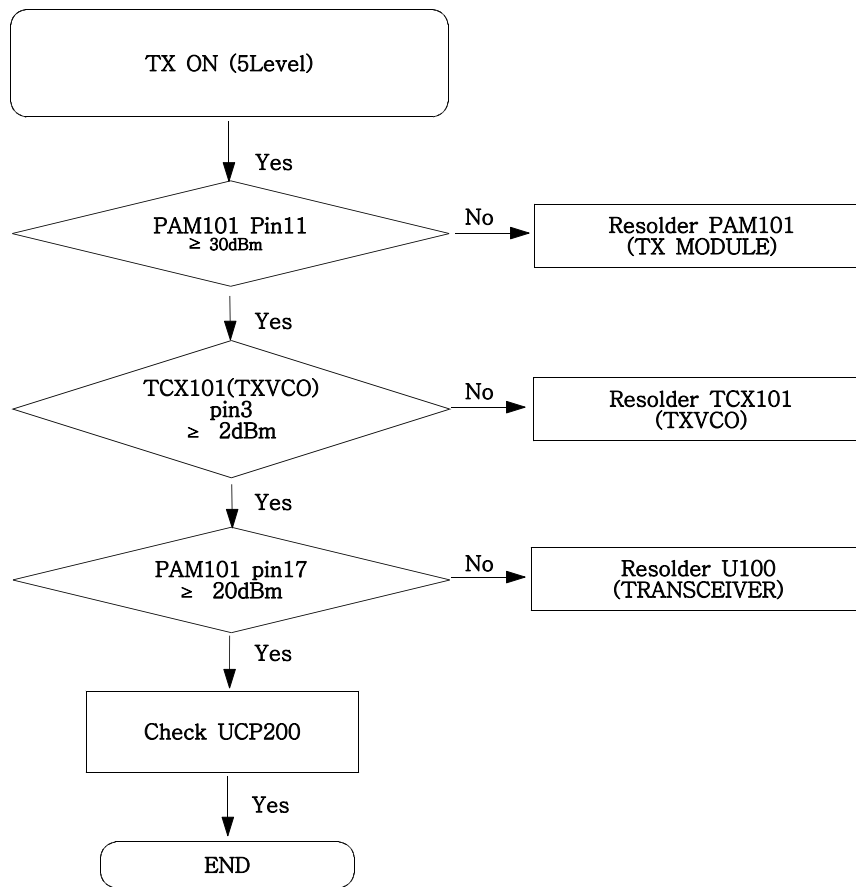 TX ON (5Level)
Yes
PAM101 Pin11
≥ 30dBm
No
Resolder PAM101
(TX MODULE)
Yes
TCX101(TXVCO)
pin3
≥ 2dBm
No
Resolder TCX101
(TXVCO)
Yes
PAM101 pin17
≥ 20dBm
No
Resolder U100
(TRANSCEIVER)
Yes
Check UCP200
Yes
END